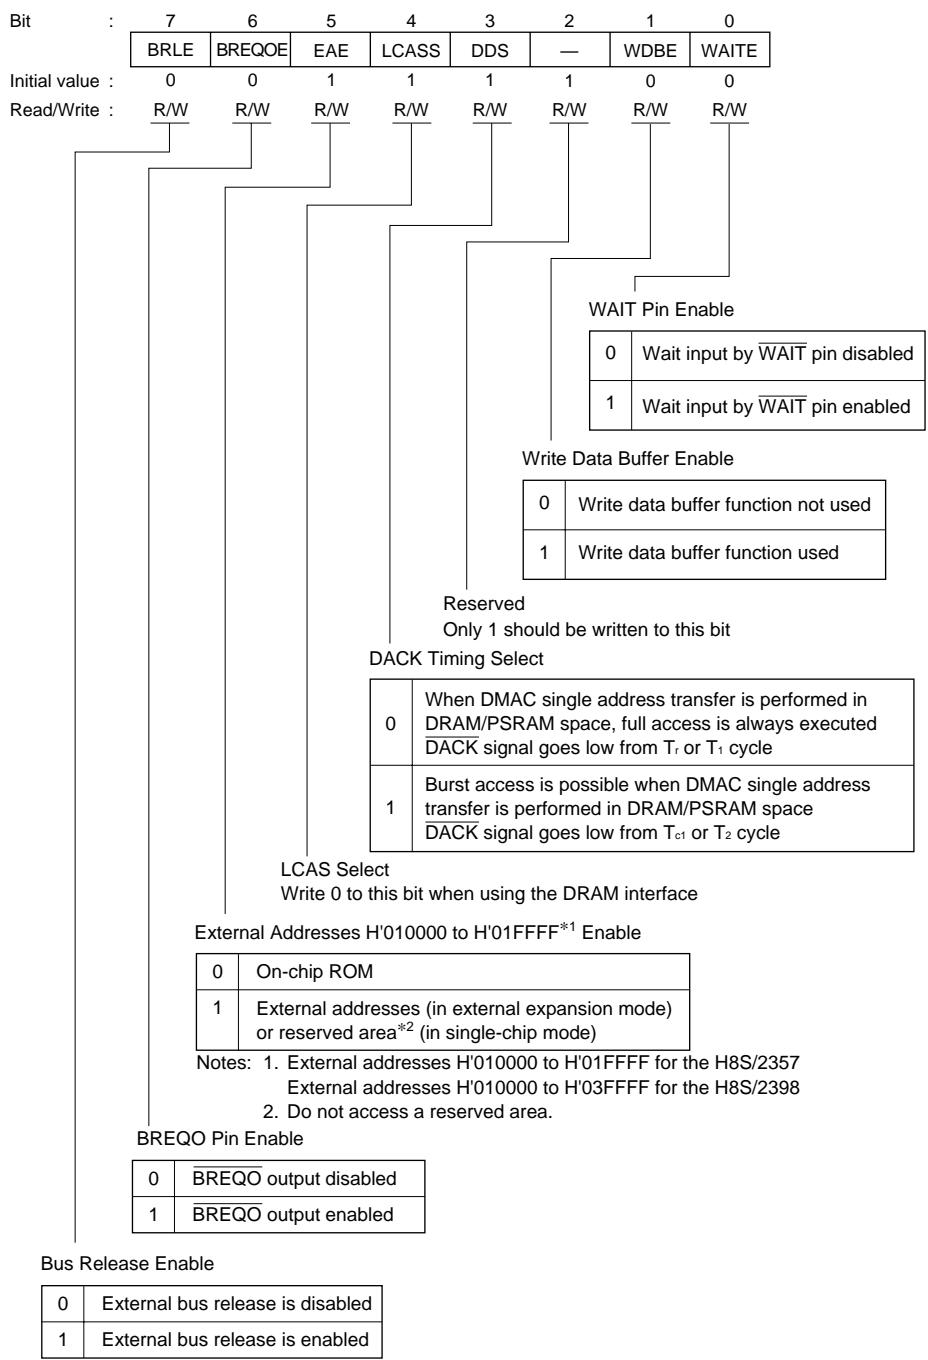 Bit : 7 6 5 4 3 2 1 0
BRLE BREQOE EAE LCASS DDS — WDBE WAITE
Initial value : 0 0 1 1 1 1 0 0
Read/Write : R/W R/W R/W R/W R/W R/W R/W R/W
WAIT Pin Enable
0 Wait input by WAIT pin disabled
1 Wait input by WAIT pin enabled
Write Data Buffer Enable
0 Write data buffer function not used
1 Write data buffer function used
Reserved
Only 1 should be written to this bit
DACK Timing Select
0 When DMAC single address transfer is performed in
DRAM/PSRAM space, full access is always executed
DACK signal goes low from Tr or T1 cycle
1 Burst access is possible when DMAC single address
transfer is performed in DRAM/PSRAM space
DACK signal goes low from Tc1 or T2 cycle
LCAS Select
Write 0 to this bit when using the DRAM interface
External Addresses H'010000 to H'01FFFF*1 Enable
0 On-chip ROM
1 External addresses (in external expansion mode)
or reserved area*2 (in single-chip mode)
Notes: 1. External addresses H'010000 to H'01FFFF for the H8S/2357
External addresses H'010000 to H'03FFFF for the H8S/2398
2. Do not access a reserved area.
BREQO Pin Enable
0 BREQO output disabled
1 BREQO output enabled
Bus Release Enable
0 External bus release is disabled
1 External bus release is enabled